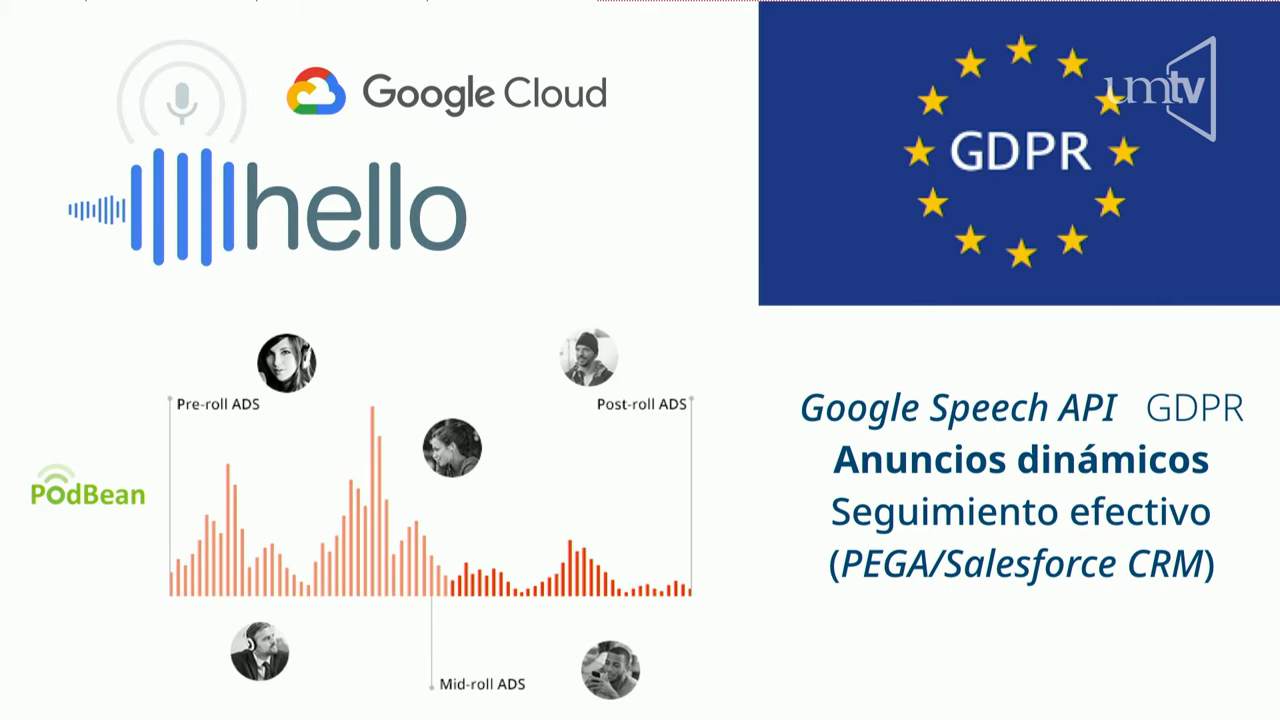 Google Cloud
hello
GDPR
umtv
Pre-roll ADS
Post-roll ADS
PodBean
Mid-roll ADS
Google Speech API GDPR
Anuncios dinámicos
Seguimiento efectivo
(PEGA/Salesforce CRM)